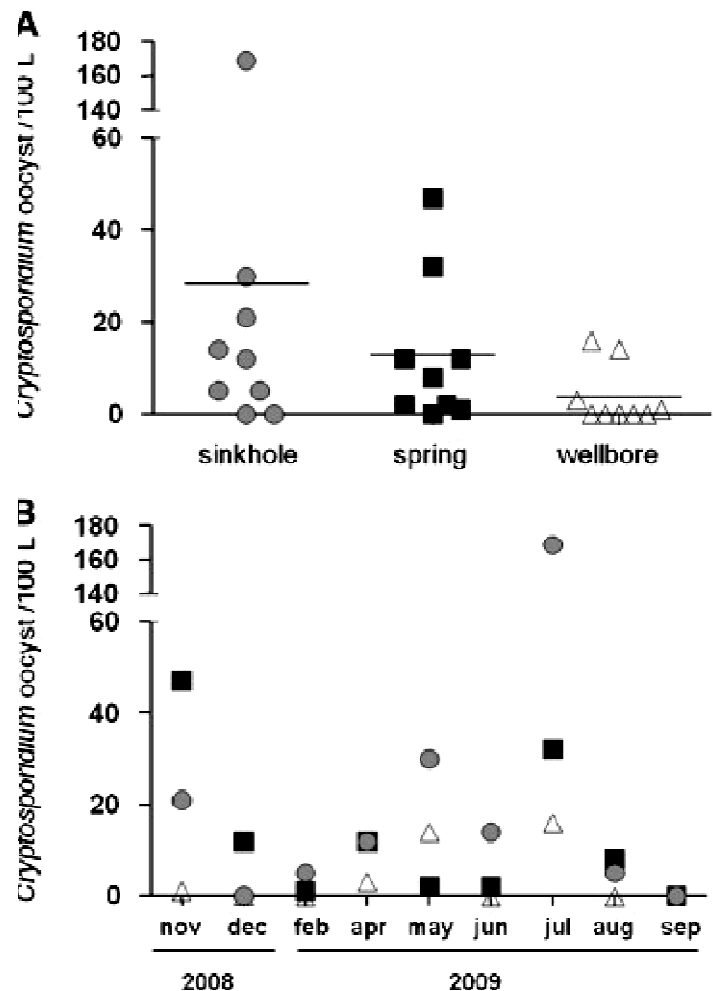 A
Cryptosporidium oocyst /100 L
180
160
140
60
40
20
0
sinkhole spring wellbore
B
Cryptosporidium oocyst /100 L
180
160
140
60
40
20
0
nov dec feb apr may jun jul aug sep
2008 2009